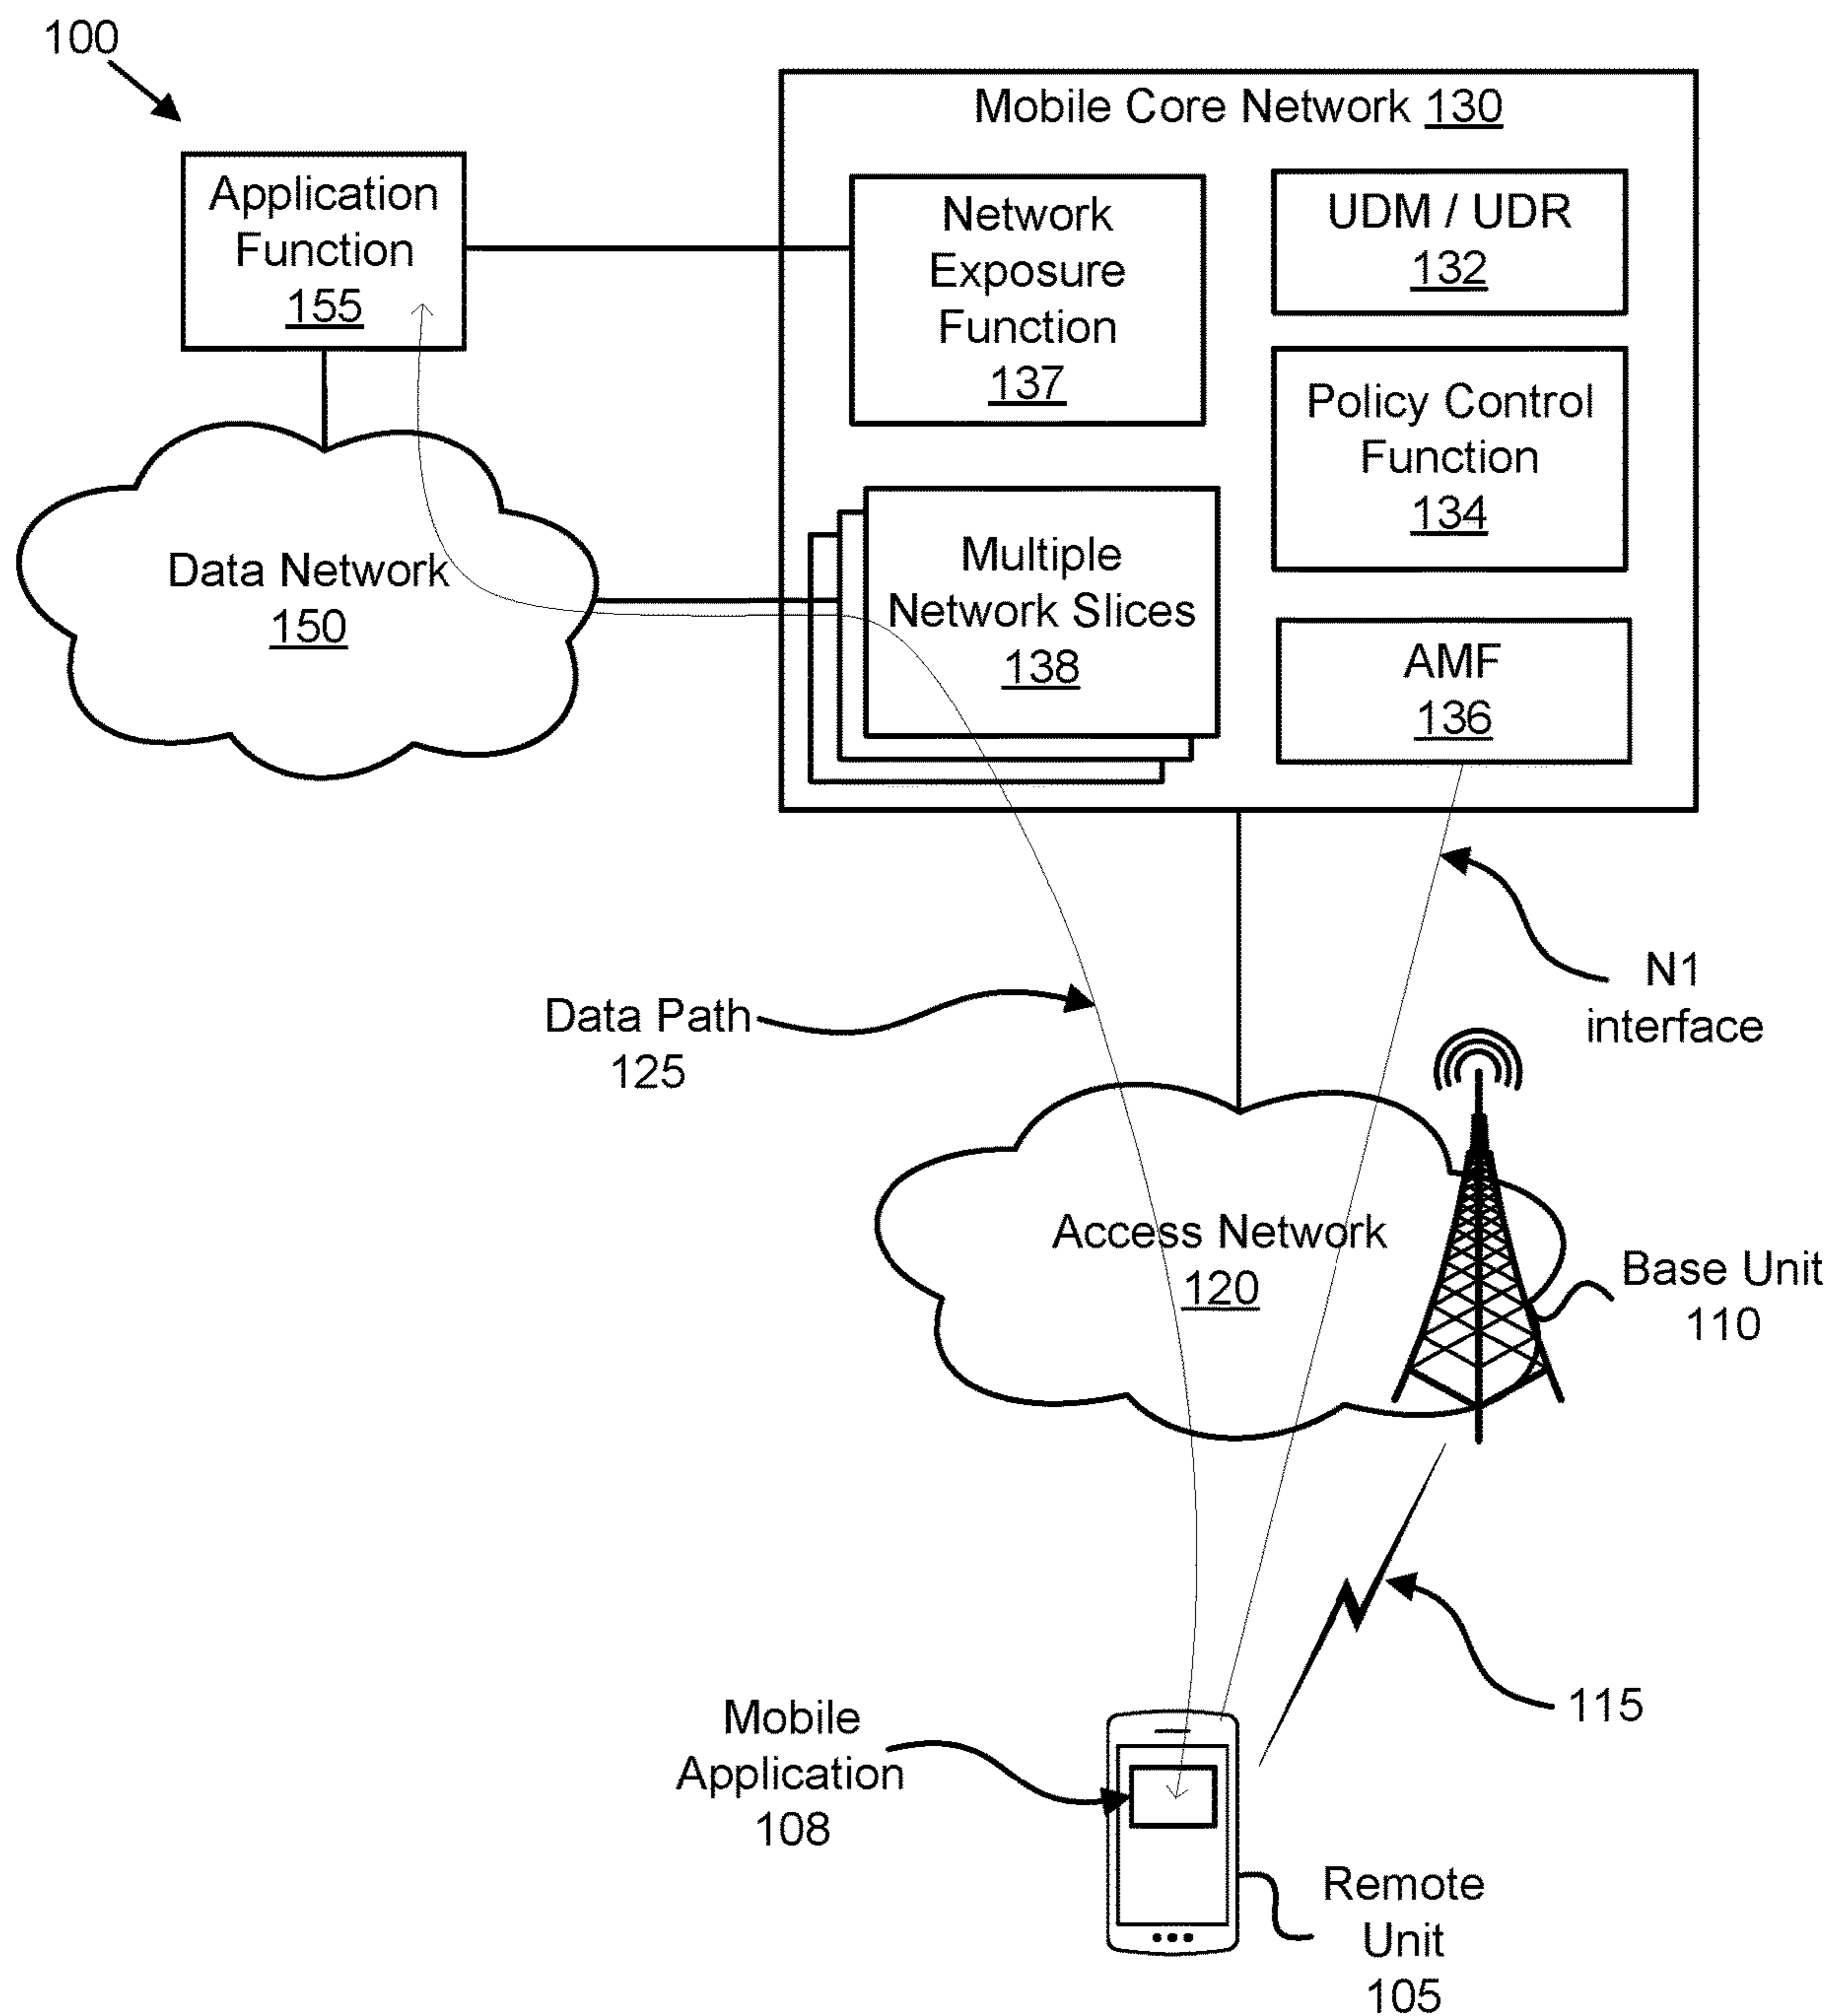 100
Mobile Core Network 130
Application
Function
155
Network
Exposure
Function
137
UDM / UDR
132
Policy Control
Function
134
Data Network
150
Multiple
Network Slices
138
AMF
136
N1
interface
Data Path
125
Access Network
120
Base Unit
110
115
Mobile
Application
108
Remote
Unit
105